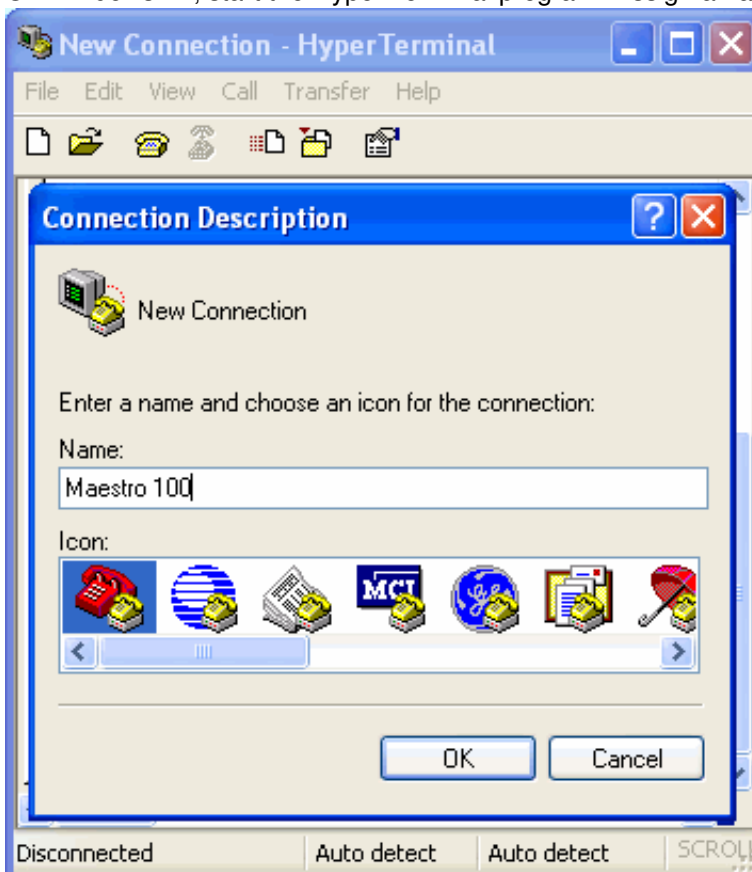 New Connection - HyperTerminal
File Edit View Call Transfer Help
Connection Description
New Connection
Enter a name and choose an icon for the connection:
Name:
Maestro 100
Icon:
MCI
OK Cancel
Disconnected Auto detect Auto detect SCROLL